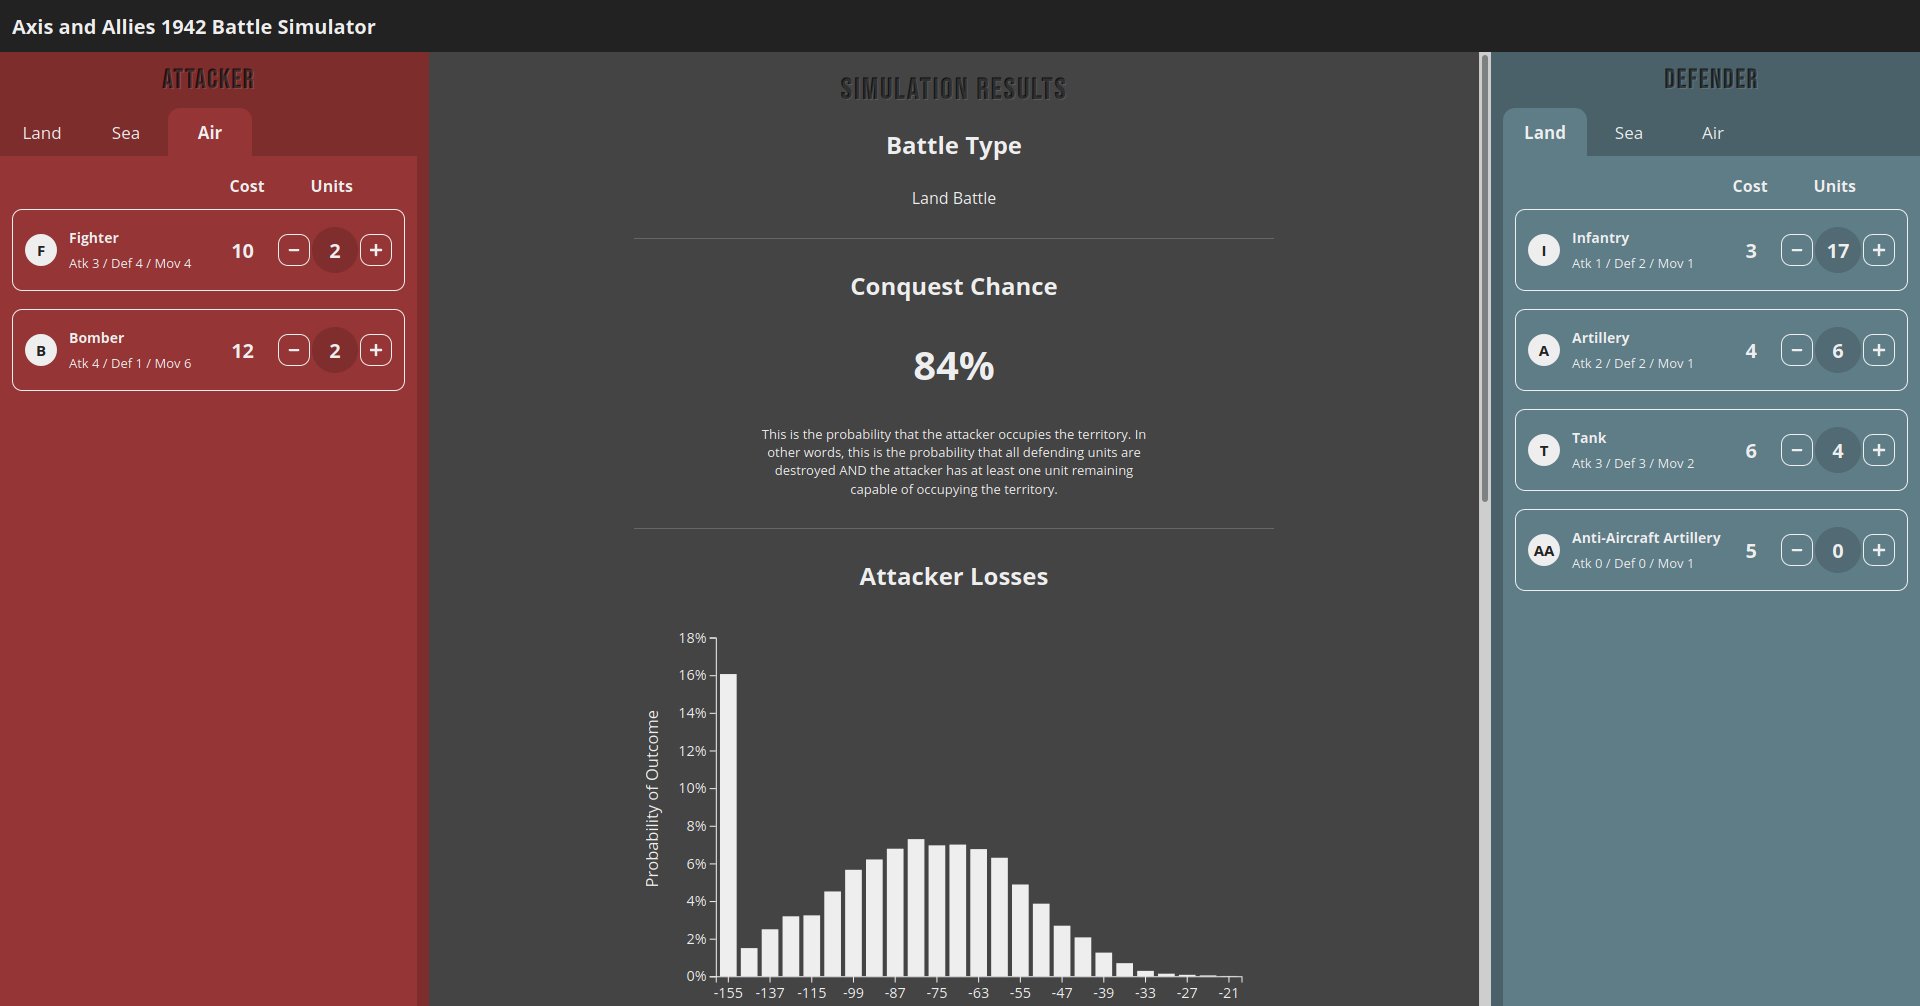 Axis and Allies 1942 Battle Simulator
ATTACKER
Land Sea Air
Cost Units
F Fighter 10 − 2 +
Atk 3 / Def 4 / Mov 4
B Bomber 12 − 2 +
Atk 4 / Def 1 / Mov 6
SIMULATION RESULTS
Battle Type
Land Battle
Conquest Chance
84%
This is the probability that the attacker occupies the territory. In
other words, this is the probability that all defending units are
destroyed AND the attacker has at least one unit remaining
capable of occupying the territory.
Attacker Losses
Probability of Outcome
18%
16%
14%
12%
10%
8%
6%
4%
2%
0%
-155 -137 -115 -99 -87 -75 -63 -55 -47 -39 -33 -27 -21
DEFENDER
Land Sea Air
Cost Units
I Infantry 3 − 17 +
Atk 1 / Def 2 / Mov 1
A Artillery 4 − 6 +
Atk 2 / Def 2 / Mov 1
T Tank 6 − 4 +
Atk 3 / Def 3 / Mov 2
AA Anti-Aircraft Artillery 5 − 0 +
Atk 0 / Def 0 / Mov 1